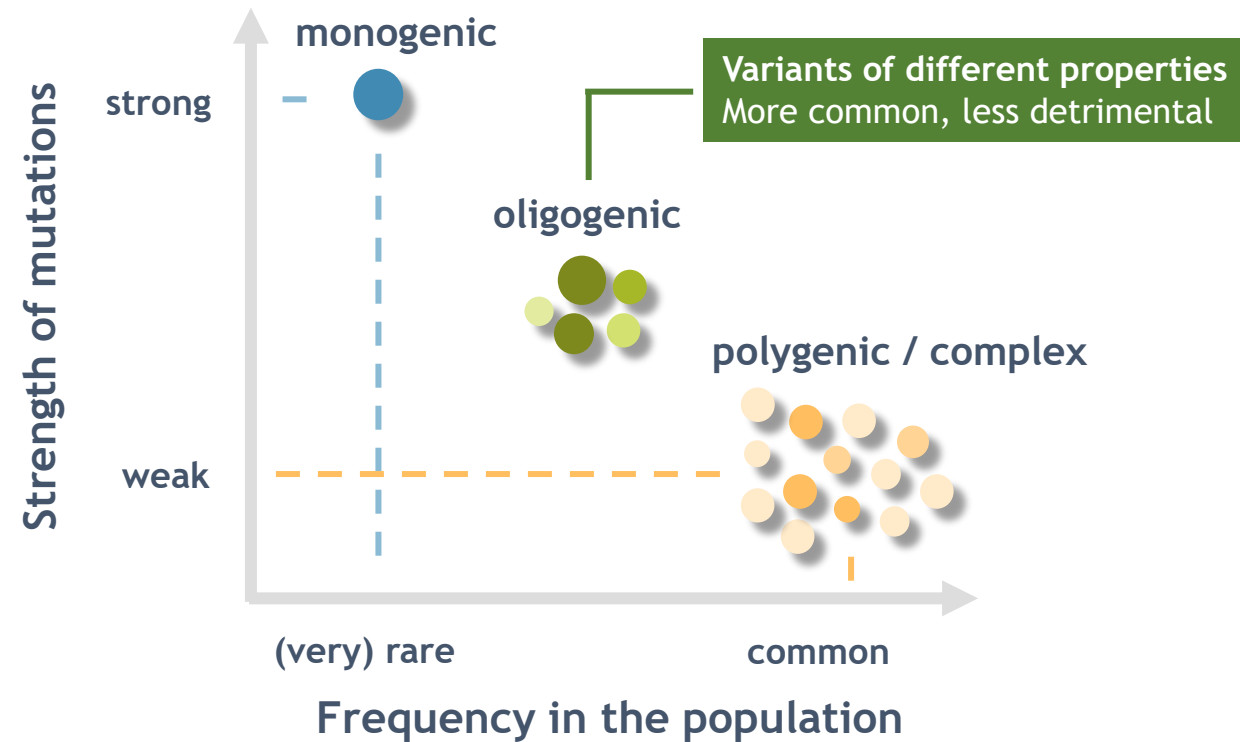 monogenic
Variants of different properties
More common, less detrimental
strong
Strength of mutations
oligogenic
polygenic / complex
weak
(very) rare
common
Frequency in the population